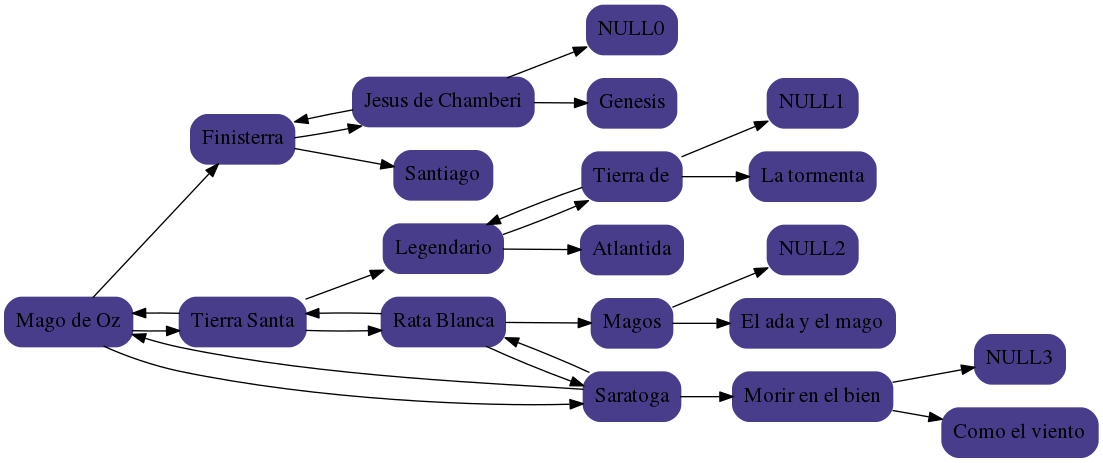 NULL0
Jesus de Chamberi
Genesis
NULL1
Finisterra
Santiago
Tierra de
La tormenta
Legendario
Atlantida
NULL2
Mago de Oz
Tierra Santa
Rata Blanca
Magos
El ada y el mago
NULL3
Saratoga
Morir en el bien
Como el viento